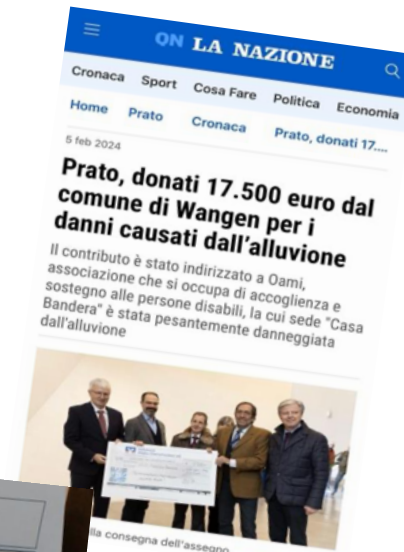 QN LA NAZIONE
Cronaca Sport Cosa Fare Politica Economia
Home Prato Cronaca Prato, donati 17....
5 feb 2024
Prato, donati 17.500 euro dal
comune di Wangen per i
danni causati dall'alluvione
Il contributo è stato indirizzato a Oami,
associazione che si occupa di accoglienza e
sostegno alle persone disabili, la cui sede "Casa
Bandera" è stata pesantemente danneggiata
dall'alluvione
consegna dell'assegno